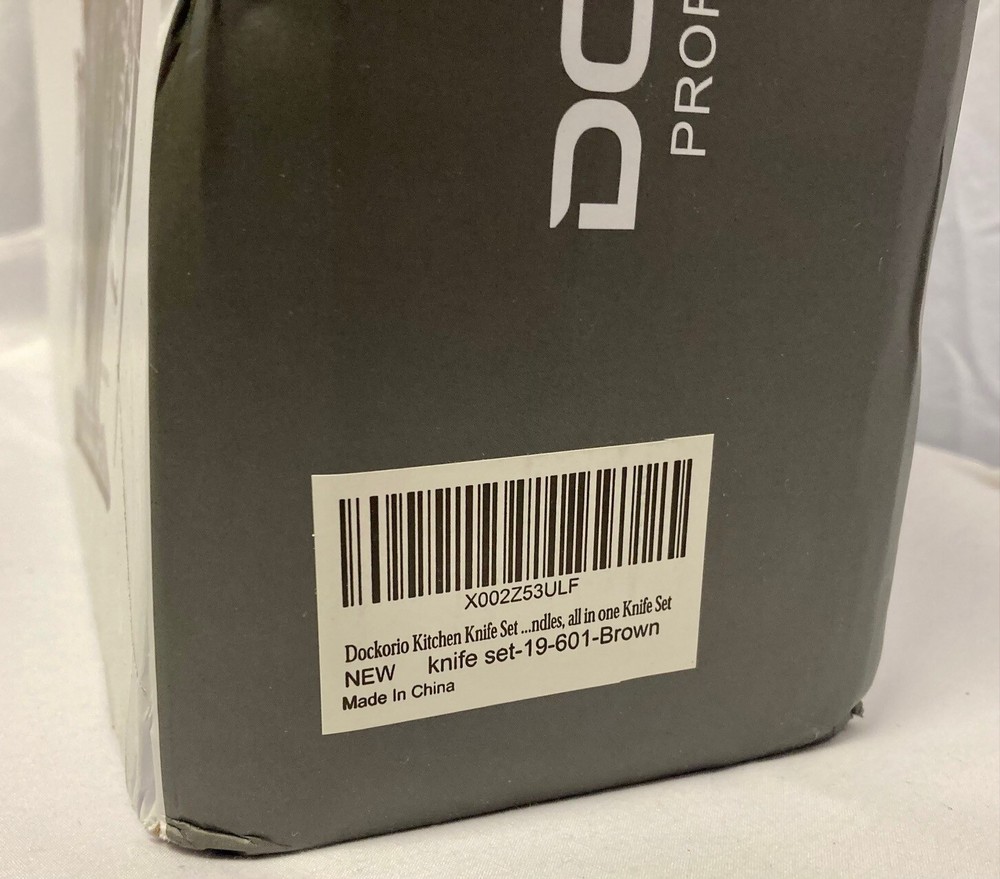 DO
PROF
X002Z53ULF
Dockorio Kitchen Knife Set ...ndles, all in one Knife Set
NEW knife set-19-601-Brown
Made In China